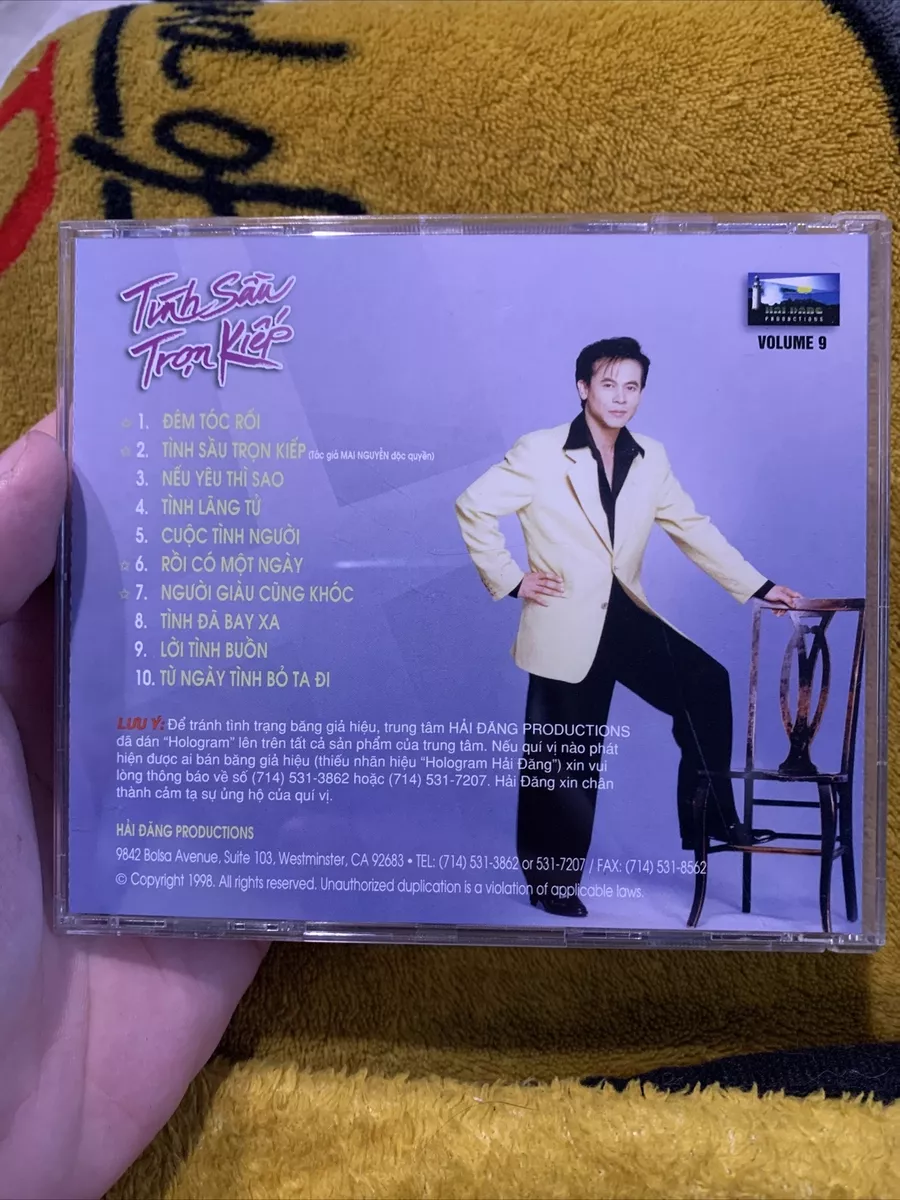 Tình Sầu
Trọn Kiếp
HẢI ĐĂNG
PRODUCTIONS
VOLUME 9
☆ 1. ĐÊM TÓC RỐI
☆ 2. TÌNH SẦU TRỌN KIẾP (Tác giả MAI NGUYỄN độc quyền)
3. NẾU YÊU THÌ SAO
4. TÌNH LÃNG TỬ
5. CUỘC TÌNH NGƯỜI
☆ 6. RỒI CÓ MỘT NGÀY
☆ 7. NGƯỜI GIÀU CŨNG KHÓC
8. TÌNH ĐÃ BAY XA
9. LỜI TÌNH BUỒN
10. TỪ NGÀY TÌNH BỎ TA ĐI
LƯU Ý: Để tránh tình trạng băng giả hiệu, trung tâm HẢI ĐĂNG PRODUCTIONS
đã dán “Hologram” lên trên tất cả sản phẩm của trung tâm. Nếu quí vị nào phát
hiện được ai bán băng giả hiệu (thiếu nhãn hiệu “Hologram Hải Đăng”) xin vui
lòng thông báo về số (714) 531-3862 hoặc (714) 531-7207. Hải Đăng xin chân
thành cảm tạ sự ủng hộ của quí vị.
HẢI ĐĂNG PRODUCTIONS
9842 Bolsa Avenue, Suite 103, Westminster, CA 92683 • TEL: (714) 531-3862 or 531-7207 / FAX: (714) 531-8562
© Copyright 1998. All rights reserved. Unauthorized duplication is a violation of applicable laws.